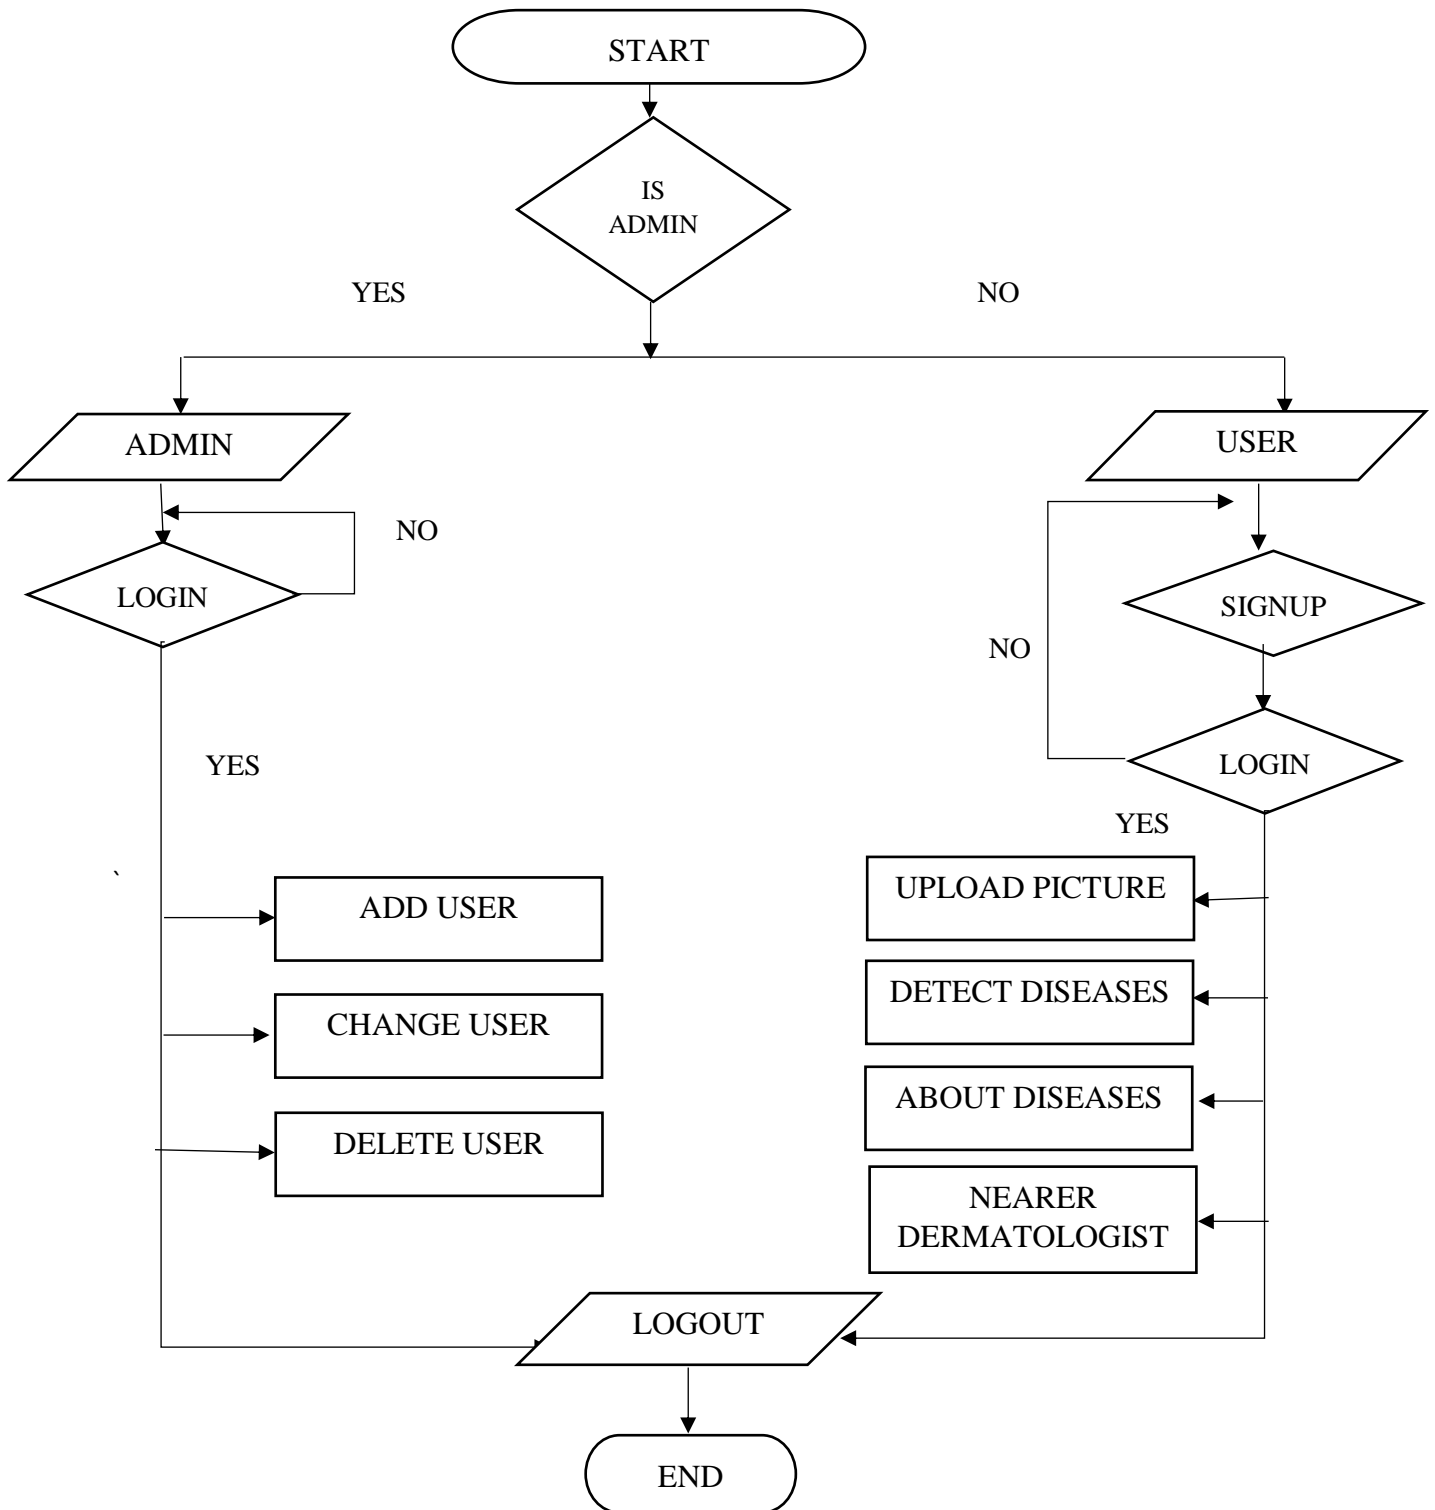 START
IS
ADMIN
YES
NO
ADMIN
USER
NO
LOGIN
SIGNUP
NO
YES
LOGIN
YES
`
ADD USER
UPLOAD PICTURE
CHANGE USER
DETECT DISEASES
DELETE USER
ABOUT DISEASES
NEARER
DERMATOLOGIST
LOGOUT
END